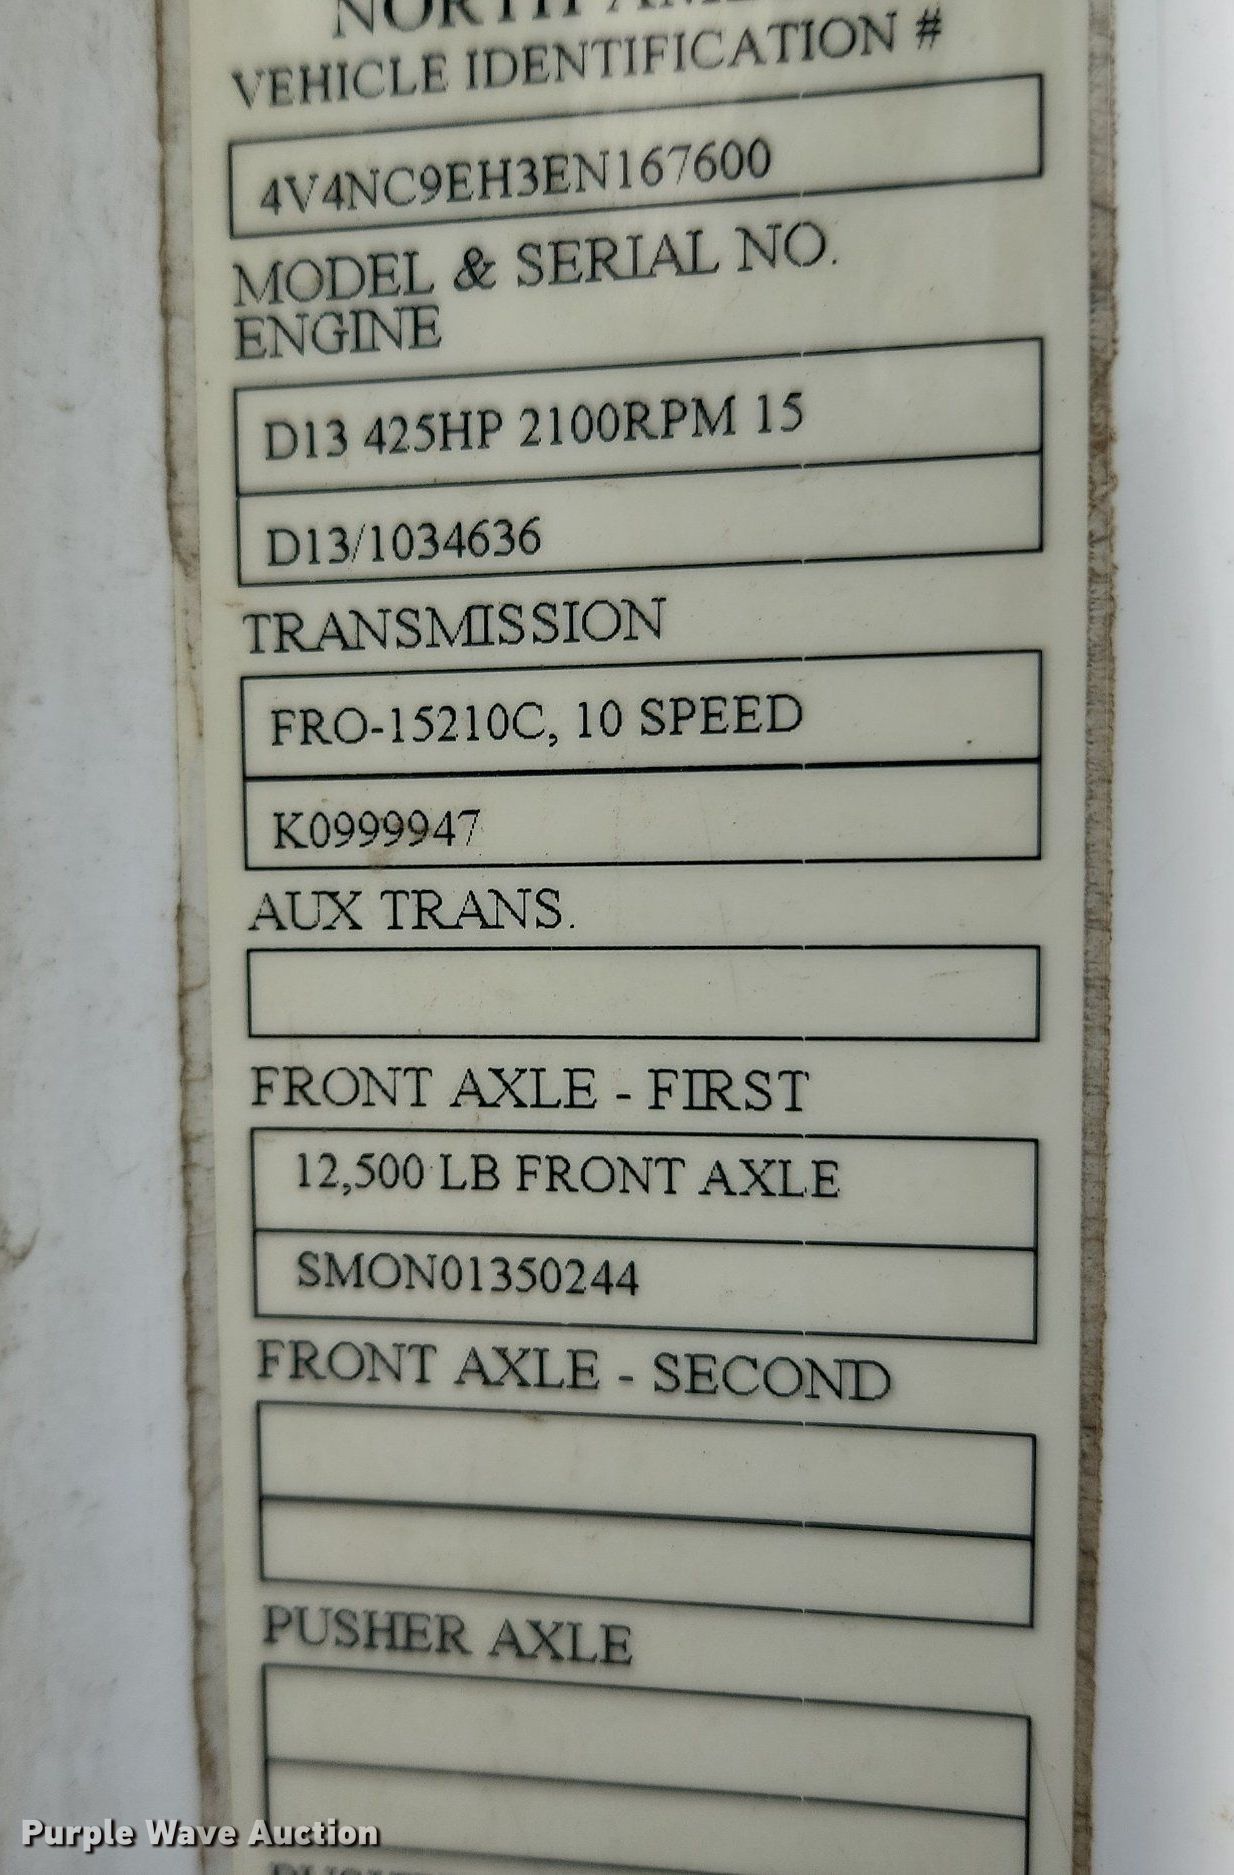 NORTH
VEHICLE IDENTIFICATION #
4V4NC9EH3EN167600
MODEL & SERIAL NO.
ENGINE
D13 425HP 2100RPM 15
D13/1034636
TRANSMISSION
FRO-15210C, 10 SPEED
K0999947
AUX TRANS.
FRONT AXLE - FIRST
12,500 LB FRONT AXLE
SMON01350244
FRONT AXLE - SECOND
PUSHER AXLE
Purple Wave Auction